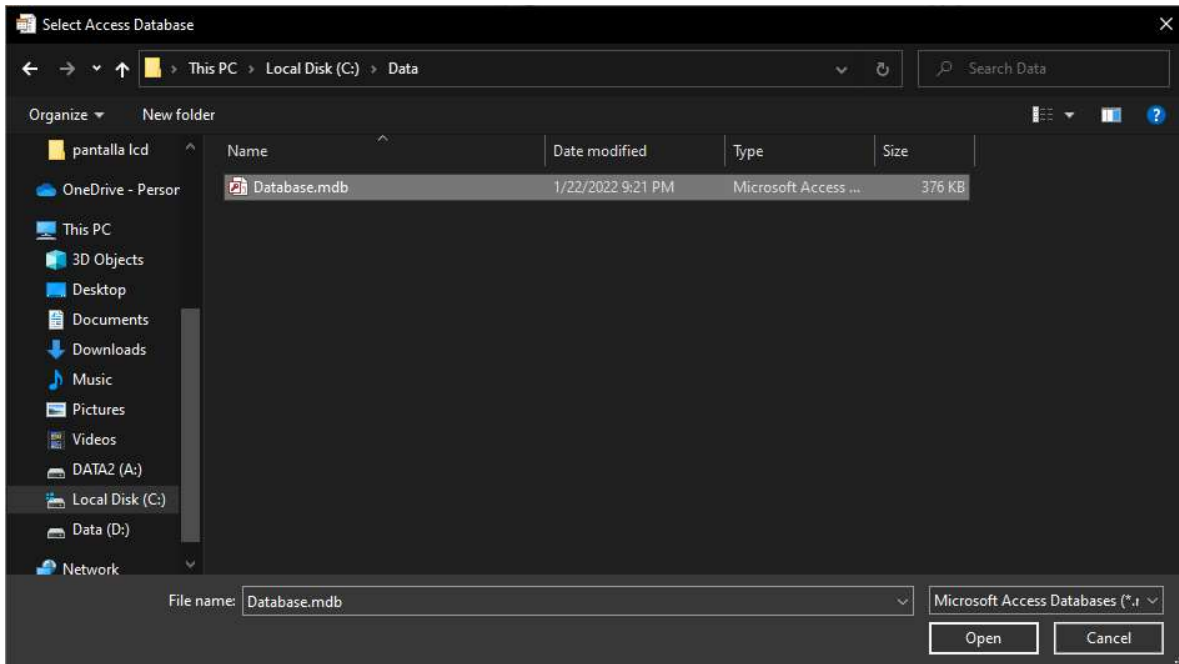 Select Access Database
This PC > Local Disk (C:) > Data
Search Data
Organize
New folder
Name
Date modified
Type
Size
Database.mdb
1/22/2022 9:21 PM
Microsoft Access ...
376 KB
pantalla lcd
OneDrive - Person
This PC
3D Objects
Desktop
Documents
Downloads
Music
Pictures
Videos
DATA2 (A:)
Local Disk (C:)
Data (D:)
Network
File name: Database.mdb
Microsoft Access Databases (*.r
Open
Cancel